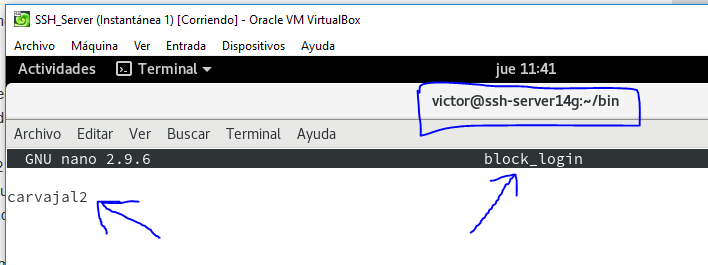 SSH_Server (Instantánea 1) [Corriendo] - Oracle VM VirtualBox
Archivo Máquina Ver Entrada Dispositivos Ayuda
Actividades Terminal jue 11:41
victor@ssh-server14g:~/bin
Archivo Editar Ver Buscar Terminal Ayuda
GNU nano 2.9.6 block_login
carvajal2